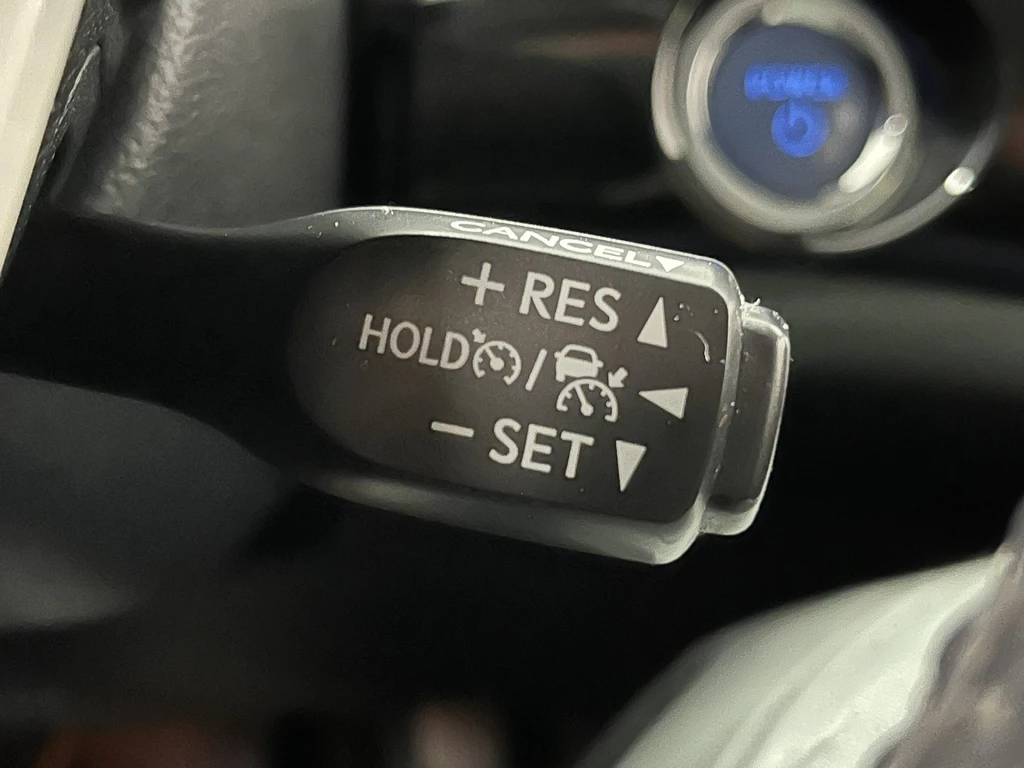 CANCEL▼
+ RES ▲
HOLD / ◀
− SET ▼